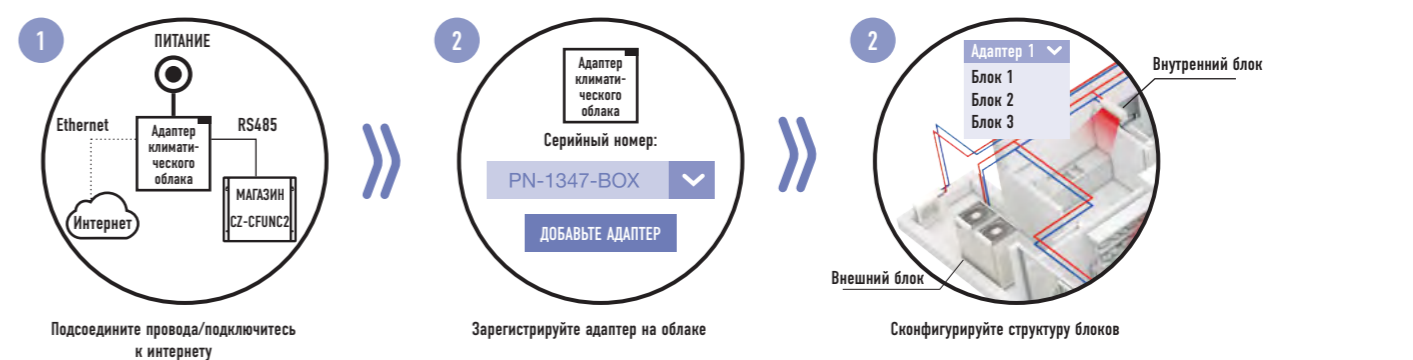 1
ПИТАНИЕ
Ethernet
Адаптер
климати-
ческого
облака
RS485
Интернет
МАГАЗИН
CZ-CFUNC2
Подсоедините провода/подключитесь
к интернету
2
Адаптер
климати-
ческого
облака
Серийный номер:
PN-1347-BOX
ДОБАВЬТЕ АДАПТЕР
Зарегистрируйте адаптер на облаке
2
Адаптер 1
Блок 1
Блок 2
Блок 3
Внутренний блок
Внешний блок
Сконфигурируйте структуру блоков